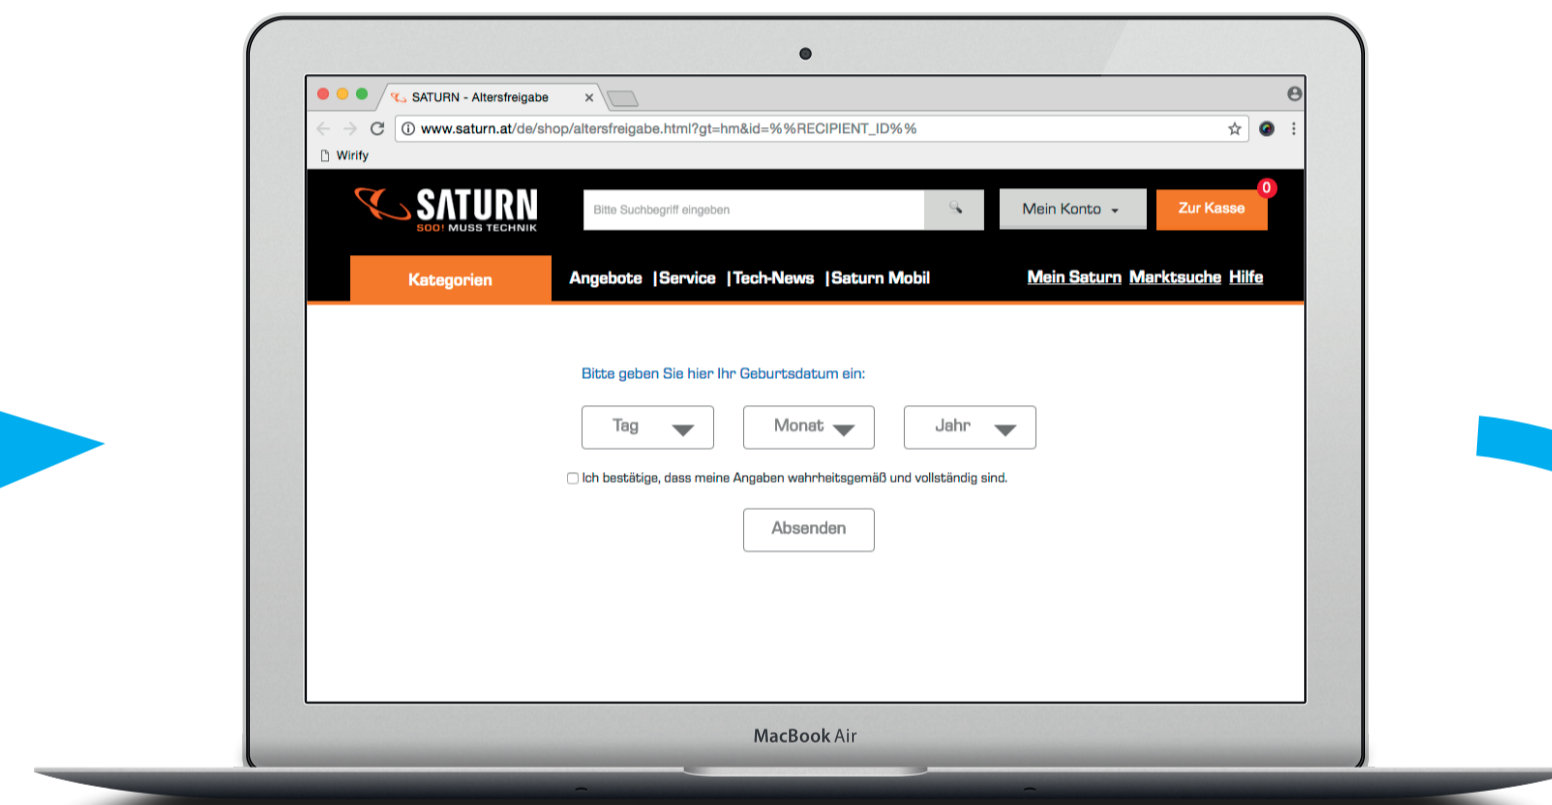 SATURN - Altersfreigabe
www.saturn.at/de/shop/altersfreigabe.html?gt=hm&id=%%RECIPIENT_ID%%
Wirify
SATURN
SOO! MUSS TECHNIK
Bitte Suchbegriff eingeben
Mein Konto
Zur Kasse
0
Kategorien
Angebote |Service |Tech-News |Saturn Mobil
Mein Saturn Marktsuche Hilfe
Bitte geben Sie hier Ihr Geburtsdatum ein:
Tag Monat Jahr
Ich bestätige, dass meine Angaben wahrheitsgemäß und vollständig sind.
Absenden
MacBook Air